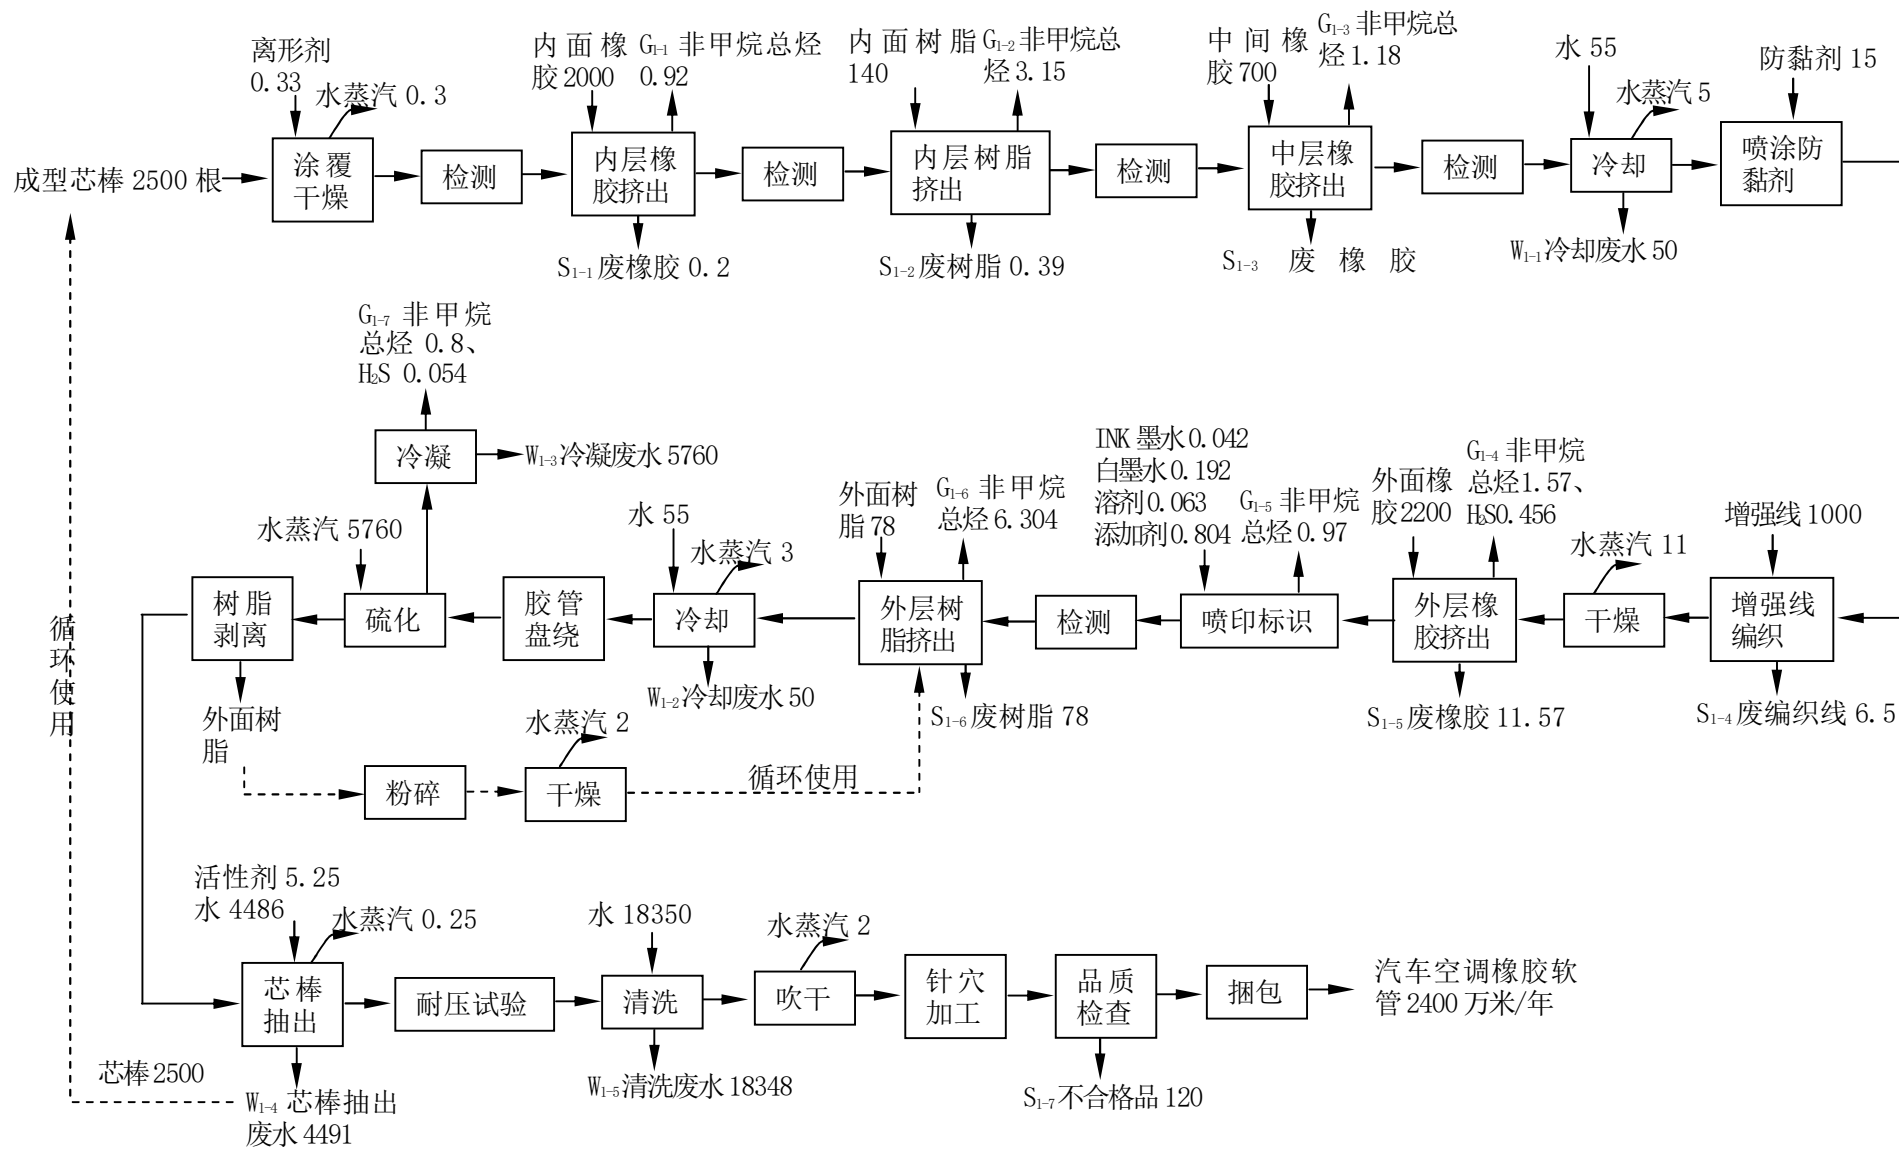 离形剂
0.33
水蒸汽 0.3
内面橡
胶2000
G₁₋₁ 非甲烷总烃
0.92
内面树脂
140
G₁₋₂ 非甲烷总
烃3.15
中间橡
胶700
G₁₋₃ 非甲烷总
烃1.18
水 55
水蒸汽 5
防黏剂 15
成型芯棒 2500 根
涂覆
干燥
检测
内层橡
胶挤出
检测
内层树脂
挤出
检测
中层橡
胶挤出
检测
冷却
喷涂防
黏剂
S₁₋₁ 废橡胶 0.2
S₁₋₂ 废树脂 0.39
S₁₋₃ 废橡胶
W₁₋₁ 冷却废水 50
G₁₋₇ 非甲烷
总烃 0.8、
H₂S 0.054
冷凝
W₁₋₃ 冷凝废水 5760
水蒸汽 5760
水 55
水蒸汽 3
外面树
脂 78
G₁₋₆ 非甲烷
总烃 6.304
INK 墨水 0.042
白墨水 0.192
溶剂 0.063
添加剂 0.804
G₁₋₅ 非甲烷
总烃 0.97
外面橡
胶2200
G₁₋₄ 非甲烷
总烃 1.57、
H₂S0.456
水蒸汽 11
增强线 1000
树脂
剥离
硫化
胶管
盘绕
冷却
外层树
脂挤出
检测
喷印标识
外层橡
胶挤出
干燥
增强线
编织
循环使用
外面树
脂
W₁₋₂ 冷却废水 50
S₁₋₆ 废树脂 78
S₁₋₅ 废橡胶 11.57
S₁₋₄ 废编织线 6.5
水蒸汽 2
粉碎
干燥
循环使用
活性剂 5.25
水 4486
水蒸汽 0.25
水 18350
水蒸汽 2
芯棒
抽出
耐压试验
清洗
吹干
针穴
加工
品质
检查
捆包
汽车空调橡胶软
管 2400 万米/年
芯棒 2500
W₁₋₄ 芯棒抽出
废水 4491
W₁₋₅ 清洗废水 18348
S₁₋₇ 不合格品 120